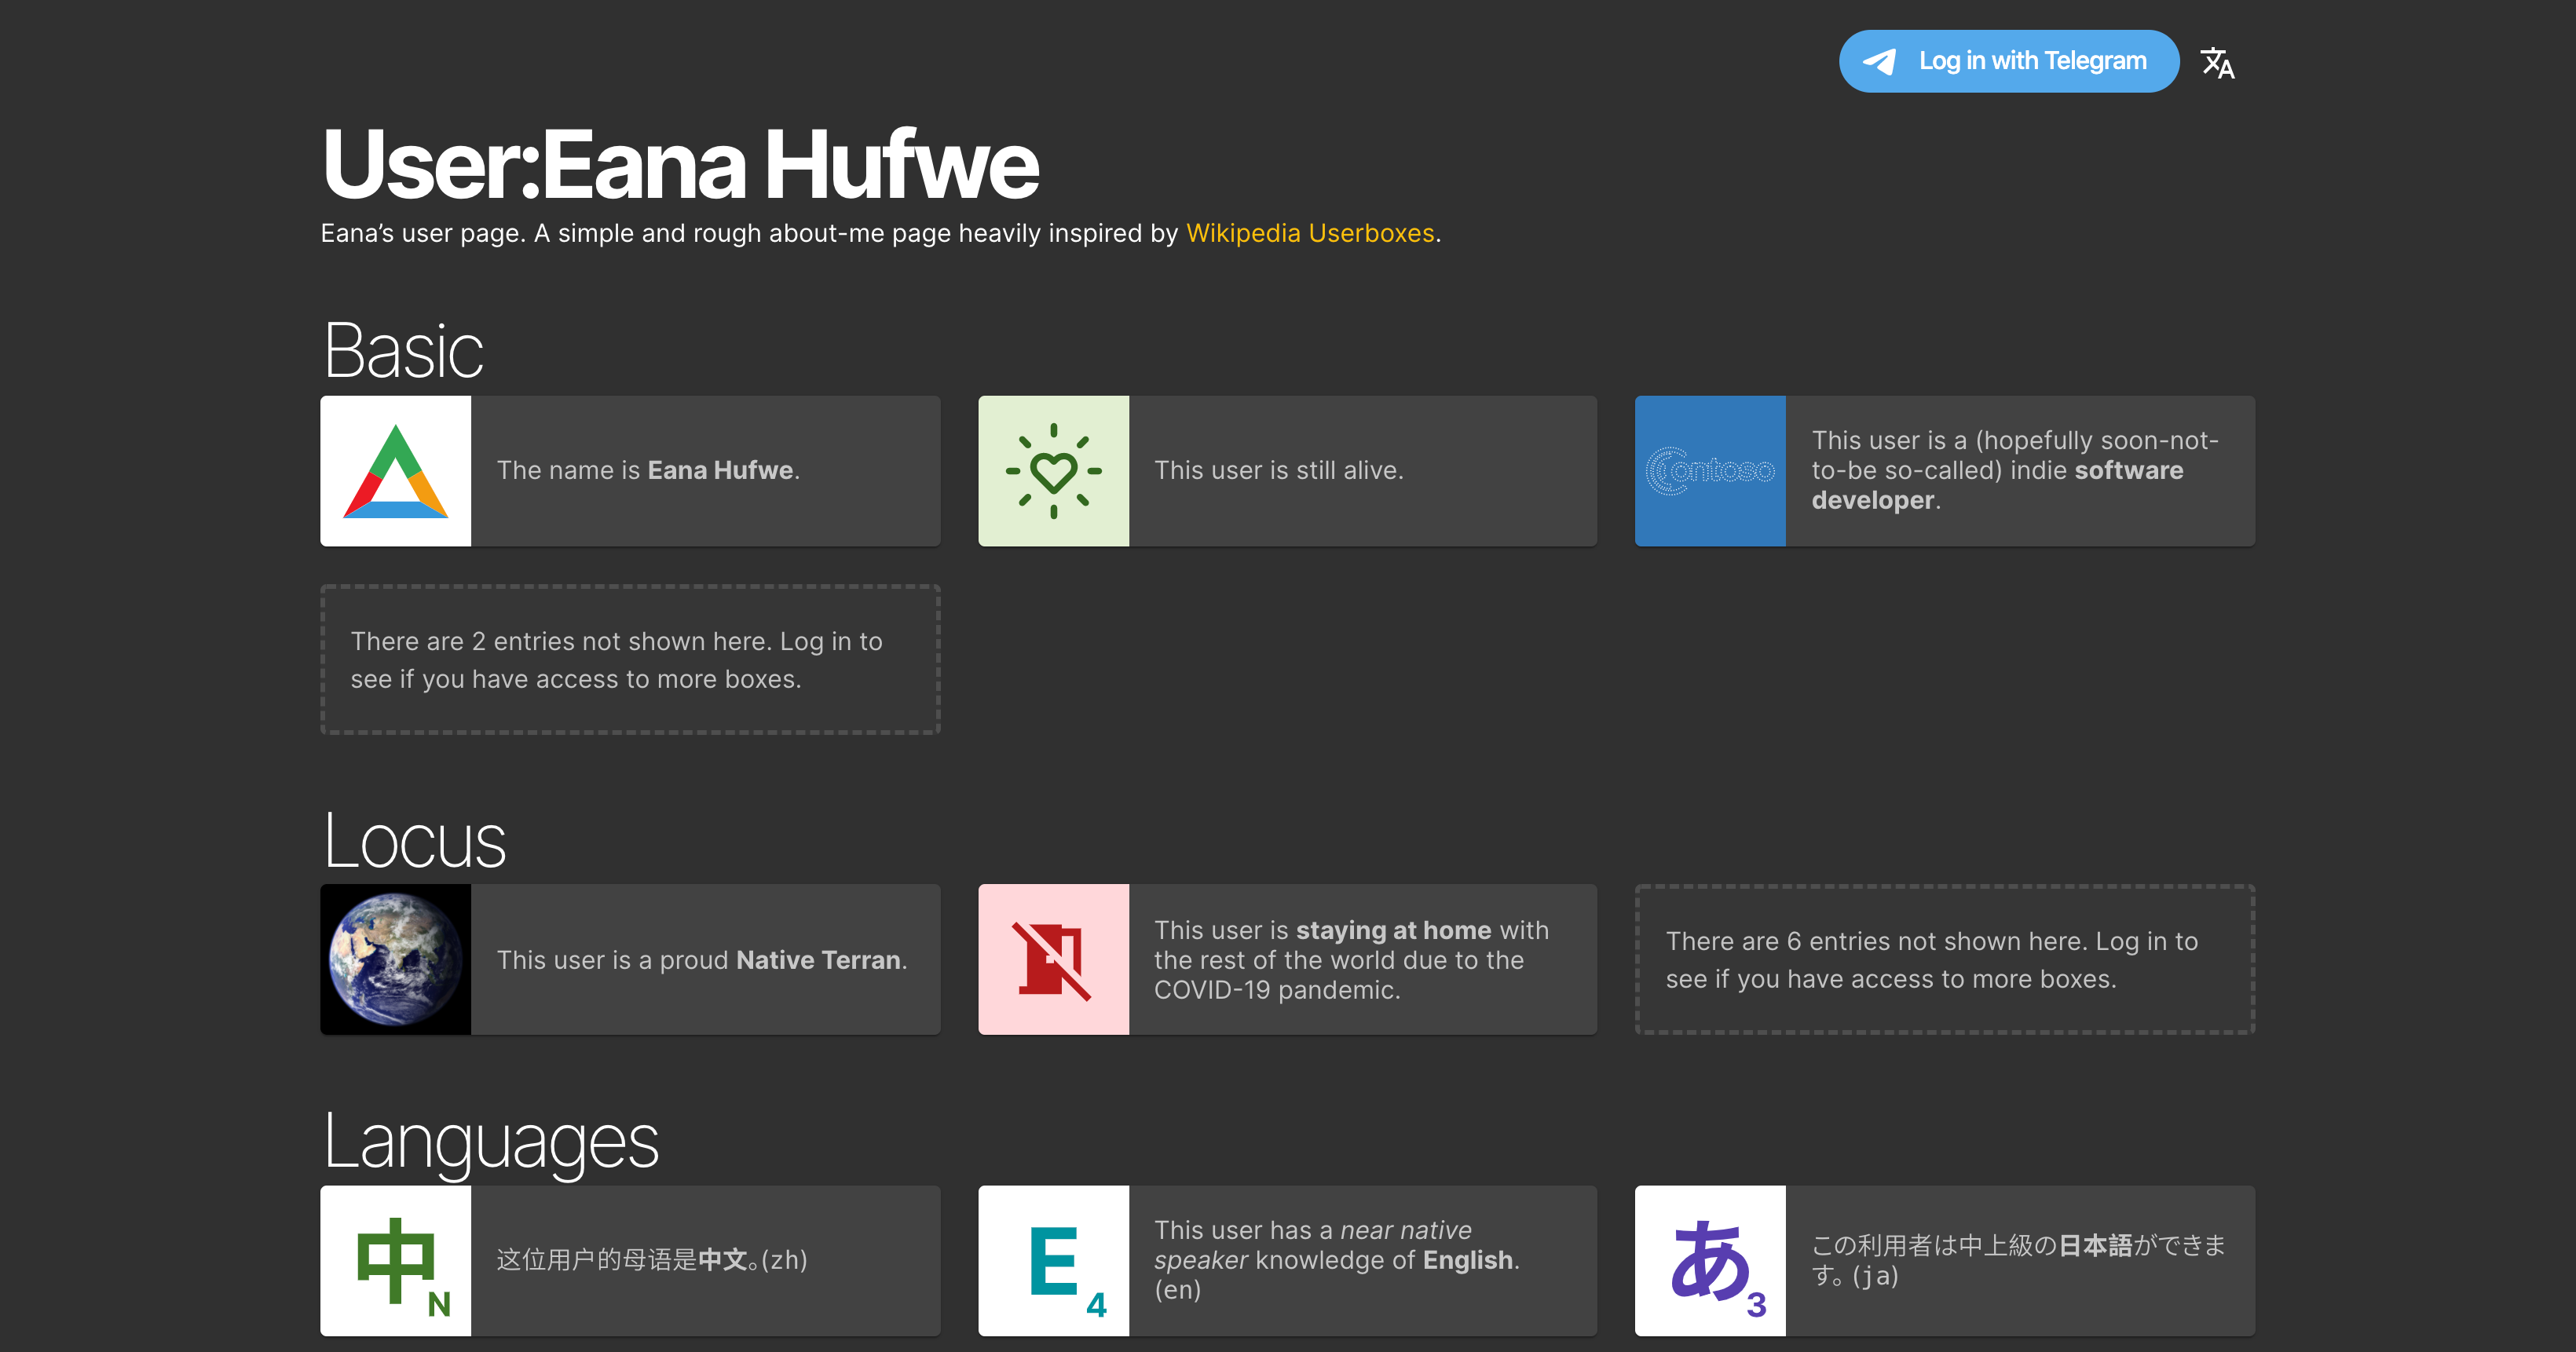 Log in with Telegram
文A
User:Eana Hufwe
Eana’s user page. A simple and rough about-me page heavily inspired by Wikipedia Userboxes.
Basic
The name is Eana Hufwe.
This user is still alive.
Contoso
This user is a (hopefully soon-not-
to-be so-called) indie software
developer.
There are 2 entries not shown here. Log in to
see if you have access to more boxes.
Locus
This user is a proud Native Terran.
This user is staying at home with
the rest of the world due to the
COVID-19 pandemic.
There are 6 entries not shown here. Log in to
see if you have access to more boxes.
Languages
中 N
这位用户的母语是中文。(zh)
E 4
This user has a near native
speaker knowledge of English.
(en)
あ 3
この利用者は中上級の日本語ができま
す。(ja)